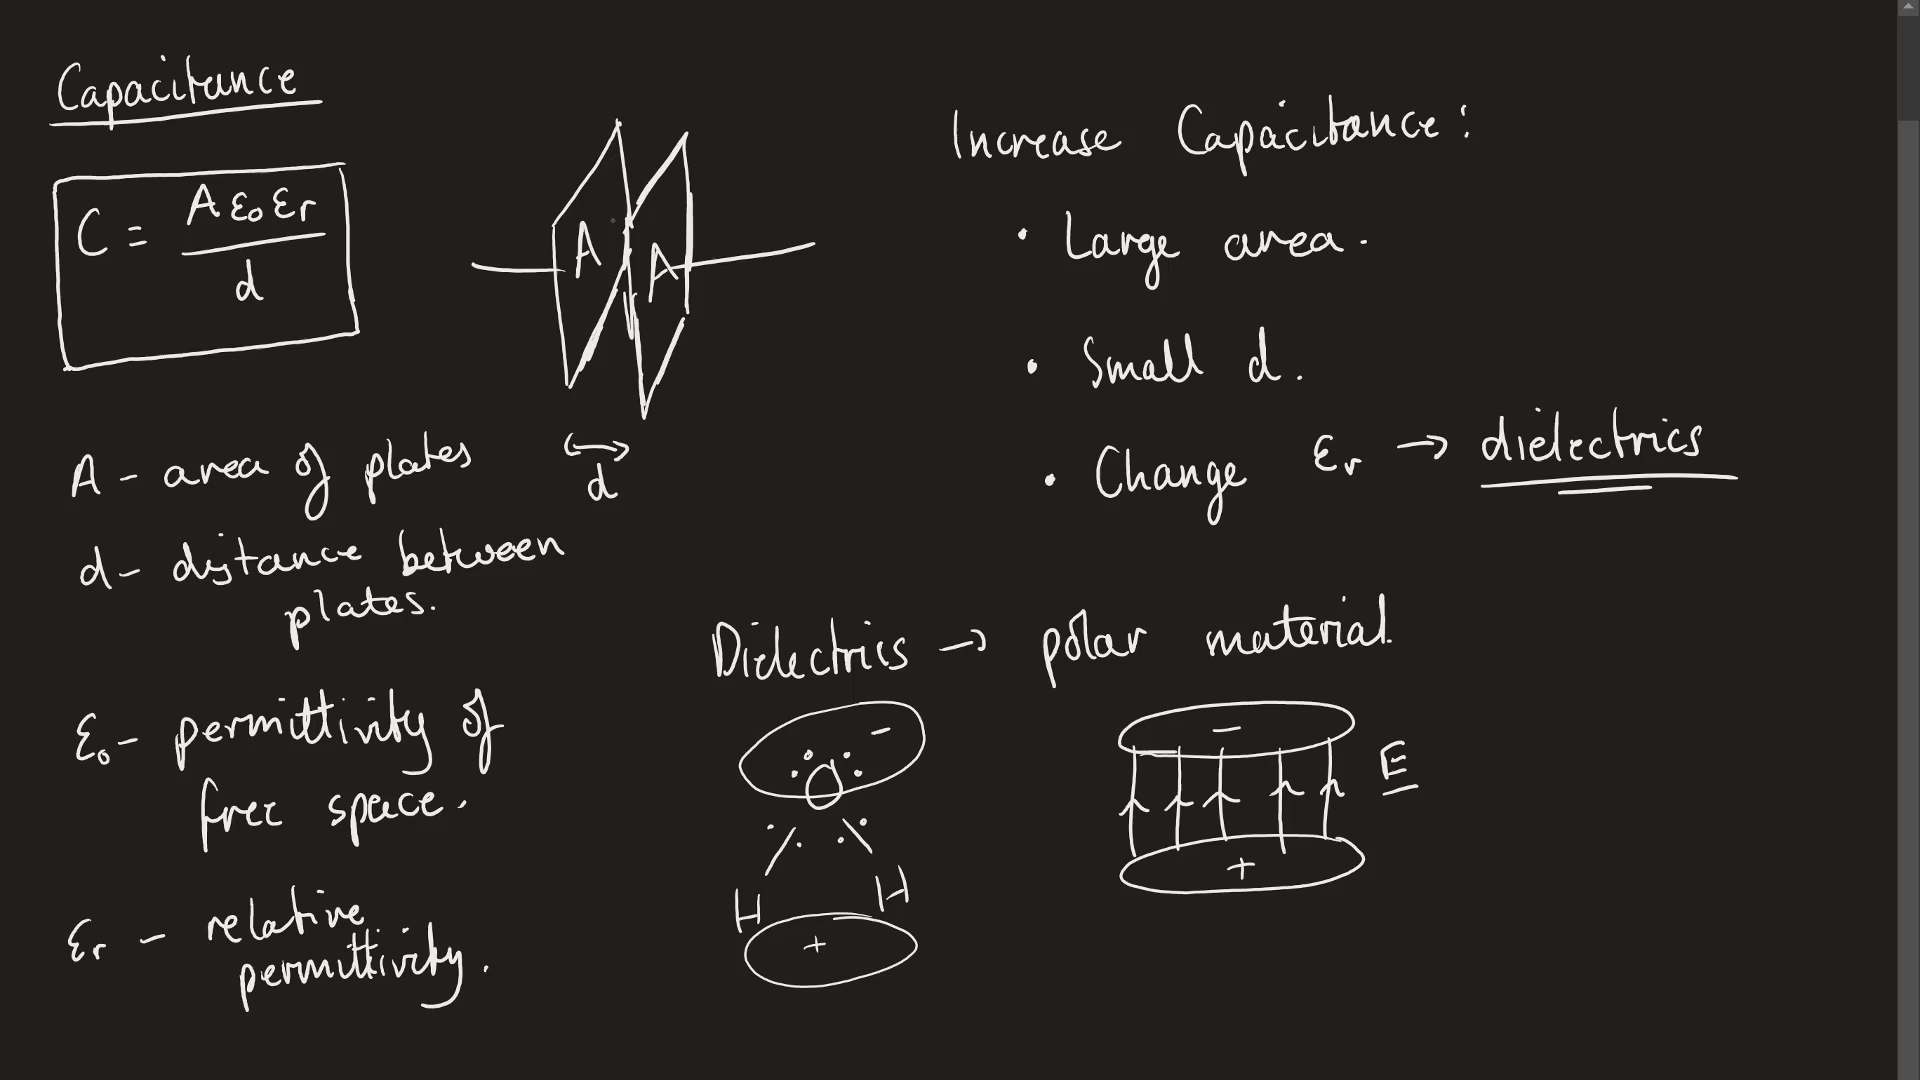 Capacitance
C = Aε₀εᵣ / d
A A
d
A - area of plates
d - distance between
plates.
ε₀ - permittivity of
free space.
εᵣ - relative
permittivity.
Increase Capacitance:
• Large area.
• Small d.
• Change εᵣ → dielectrics
Dielectrics → polar material.
-
O
H H
+
-
E
+